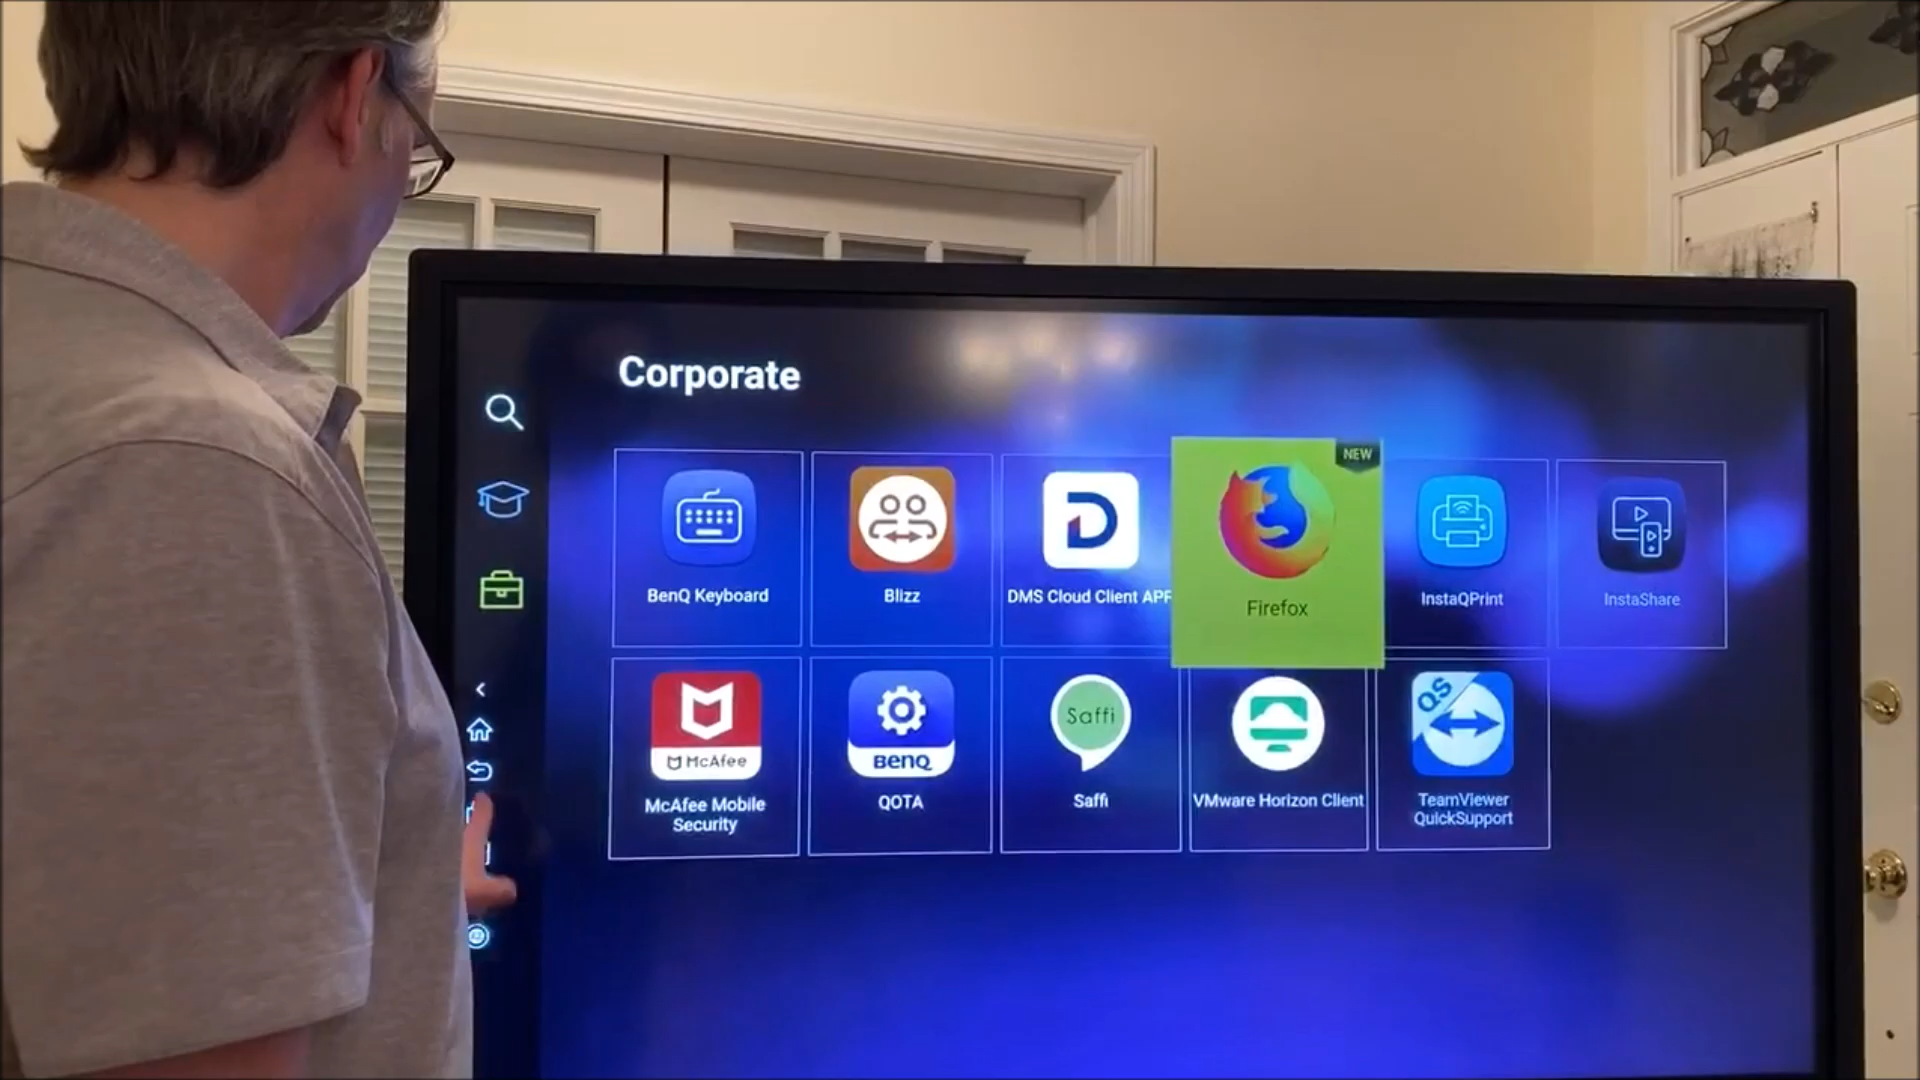 Corporate
NEW
BenQ Keyboard
Blizz
DMS Cloud Client APP
Firefox
InstaQPrint
InstaShare
McAfee
BenQ
Saffi
QS
McAfee Mobile
Security
QOTA
Saffi
VMware Horizon Client
TeamViewer
QuickSupport